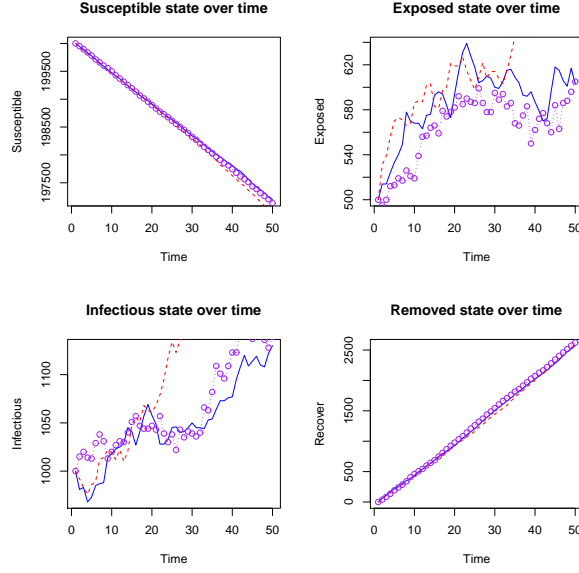 Susceptible state over time
Susceptible
199500
198500
197500
0 10 20 30 40 50
Time
Exposed state over time
Exposed
620
580
540
500
0 10 20 30 40 50
Time
Infectious state over time
Infectious
1100
1050
1000
0 10 20 30 40 50
Time
Removed state over time
Recover
2500
1500
500
0
0 10 20 30 40 50
Time